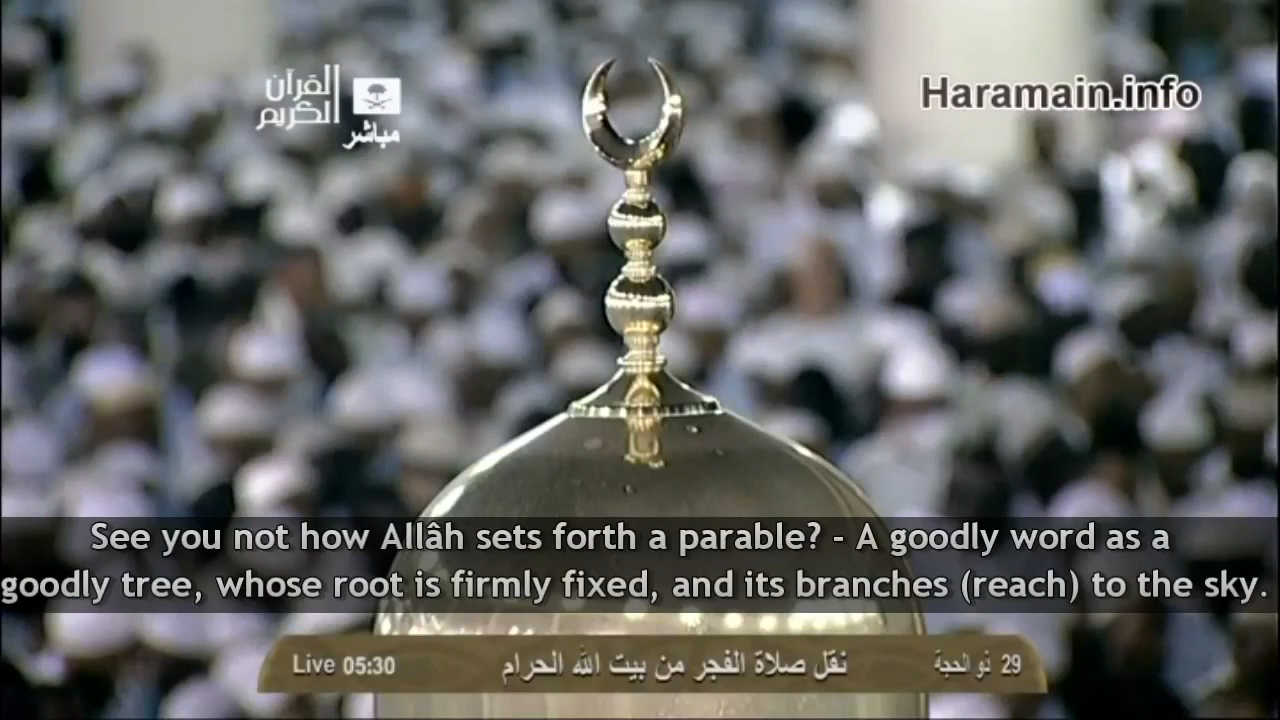 القرآن
الكريم
مباشر
Haramain.info
See you not how Allâh sets forth a parable? - A goodly word as a
goodly tree, whose root is firmly fixed, and its branches (reach) to the sky.
29 ذو الحجة
نقل صلاة الفجر من بيت الله الحرام
Live 05:30